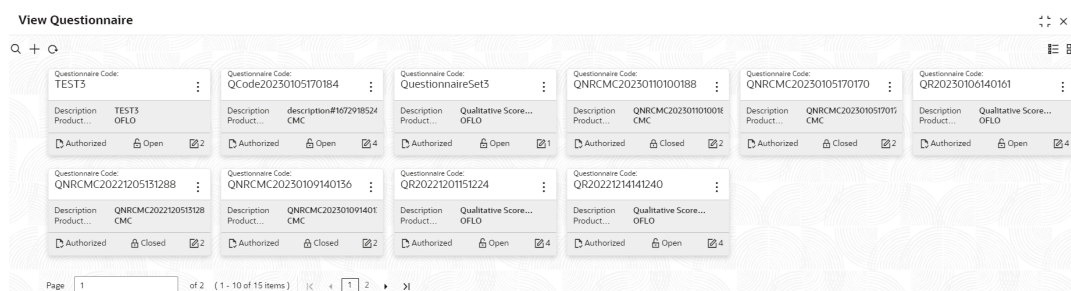 View Questionnaire
Questionnaire Code:
TEST3
Description TEST3
Product... OFLO
Authorized Open 2
Questionnaire Code:
QCode20230105170184
Description description#1672918524
Product... CMC
Authorized Open 4
Questionnaire Code:
QuestionnaireSet3
Description Qualitative Score...
Product... OFLO
Authorized Open 1
Questionnaire Code:
QNRCMC20230110100188
Description QNRCMC2023011010018
Product... CMC
Authorized Closed 2
Questionnaire Code:
QNRCMC20230105170170
Description QNRCMC2023010517017
Product... CMC
Authorized Closed 2
Questionnaire Code:
QR20230106140161
Description Qualitative Score...
Product... OFLO
Authorized Open 4
Questionnaire Code:
QNRCMC20221205131288
Description QNRCMC2022120513128
Product... CMC
Authorized Closed 2
Questionnaire Code:
QNRCMC20230109140136
Description QNRCMC202301091401
Product... CMC
Authorized Closed 2
Questionnaire Code:
QR20221201151224
Description Qualitative Score...
Product... OFLO
Authorized Open 4
Questionnaire Code:
QR20221214141240
Description Qualitative Score...
Product... OFLO
Authorized Open 4
Page 1 of 2 (1 - 10 of 15 items) 1 2